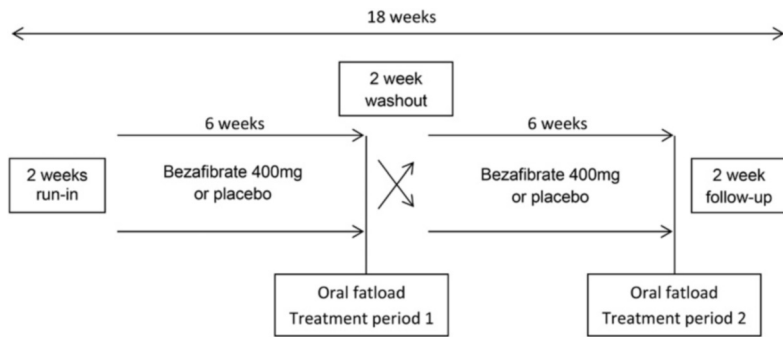 18 weeks
2 week
washout
6 weeks
6 weeks
2 weeks
run-in
Bezafibrate 400mg
or placebo
Bezafibrate 400mg
or placebo
2 week
follow-up
Oral fatload
Treatment period 1
Oral fatload
Treatment period 2